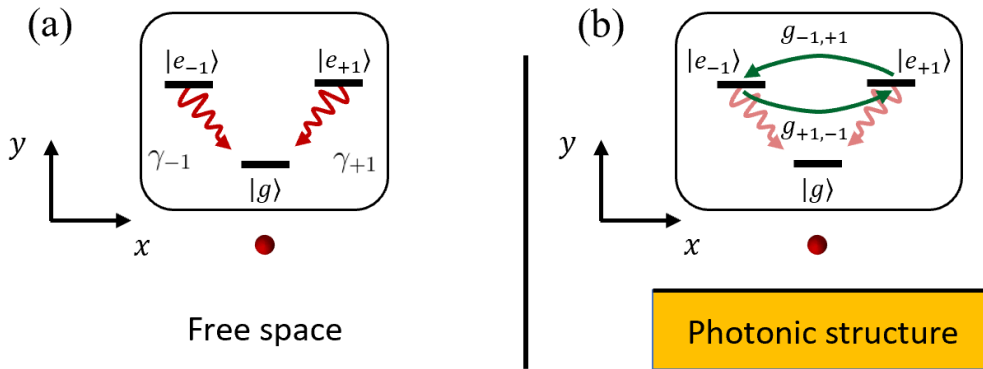 (a)
|e₋₁⟩ |e₊₁⟩
γ₋₁ γ₊₁
|g⟩
y
x
Free space
(b)
g₋₁,₊₁
|e₋₁⟩ |e₊₁⟩
g₊₁,₋₁
|g⟩
y
x
Photonic structure